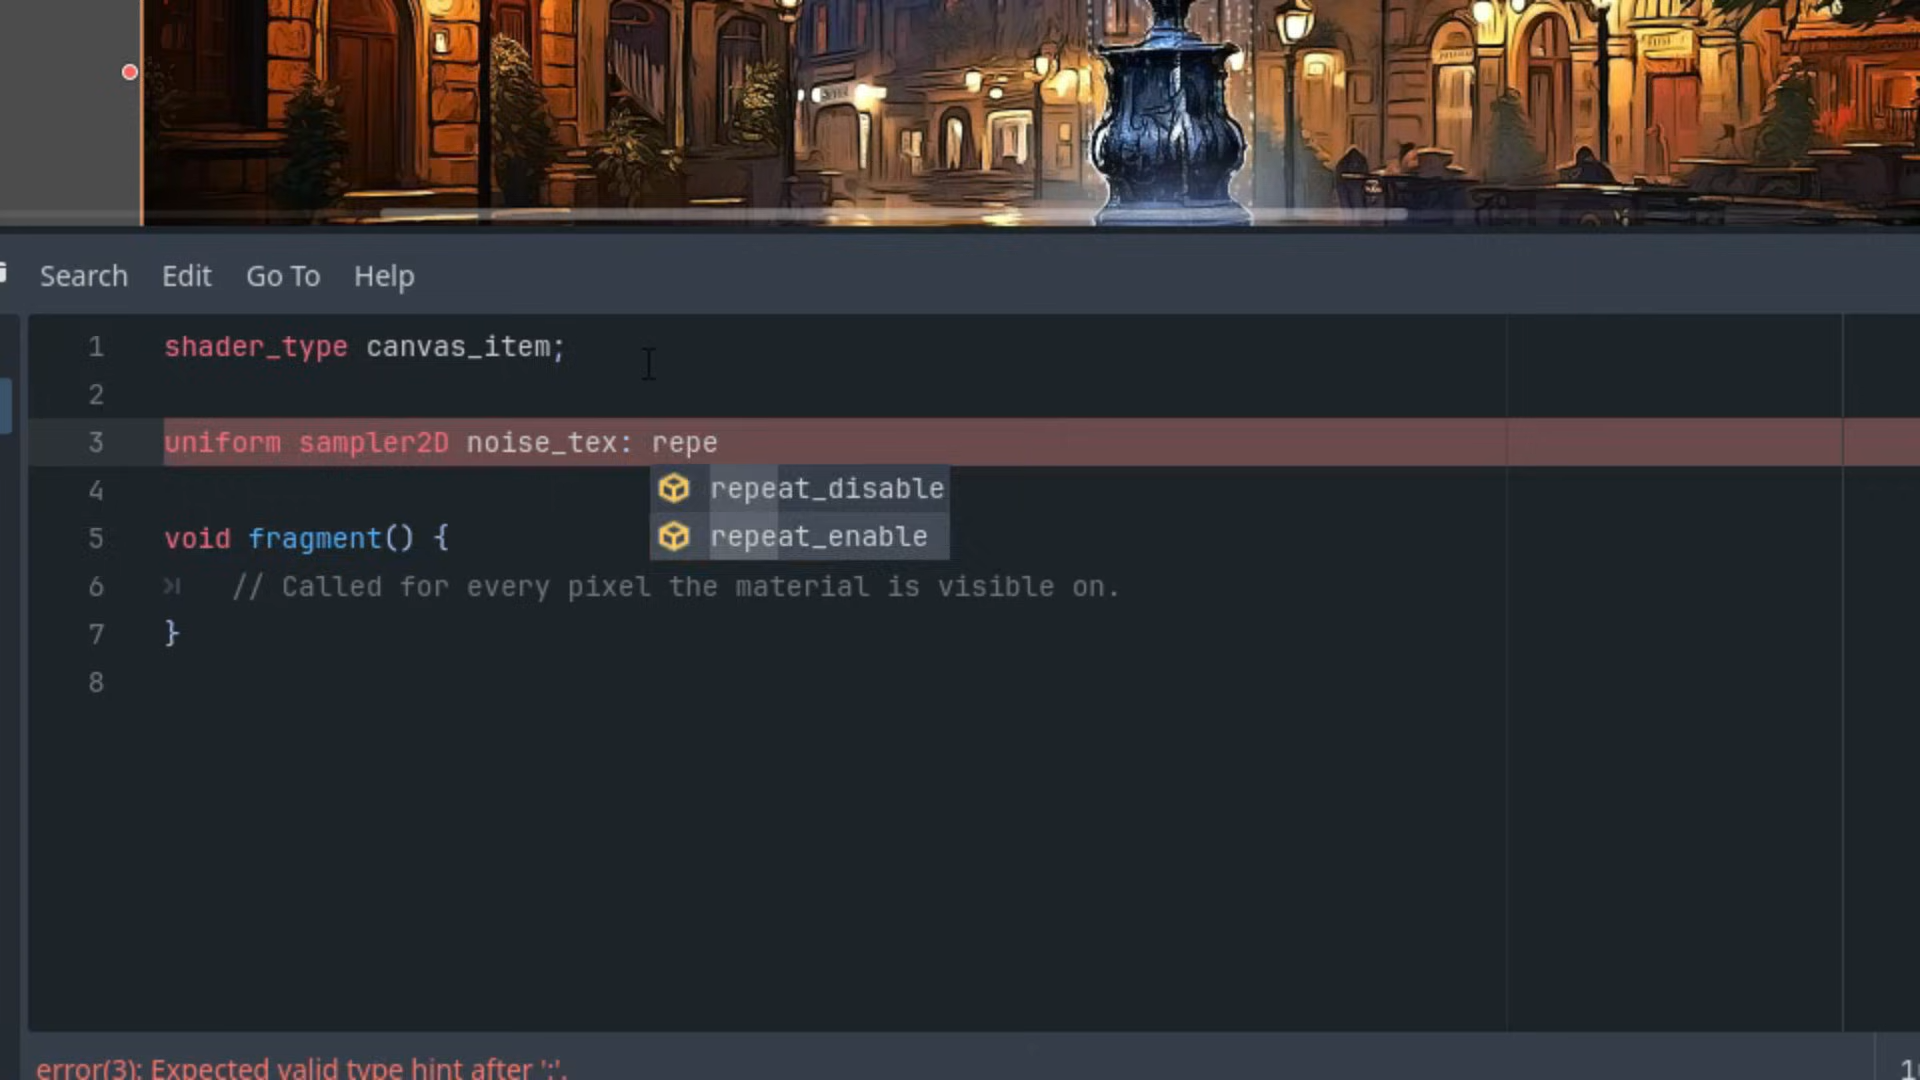 Search Edit Go To Help
1 shader_type canvas_item;
2
3 uniform sampler2D noise_tex: repe
repeat_disable
4
repeat_enable
5 void fragment() {
6 // Called for every pixel the material is visible on.
7 }
8
error(3): Expected valid type hint after ':'.